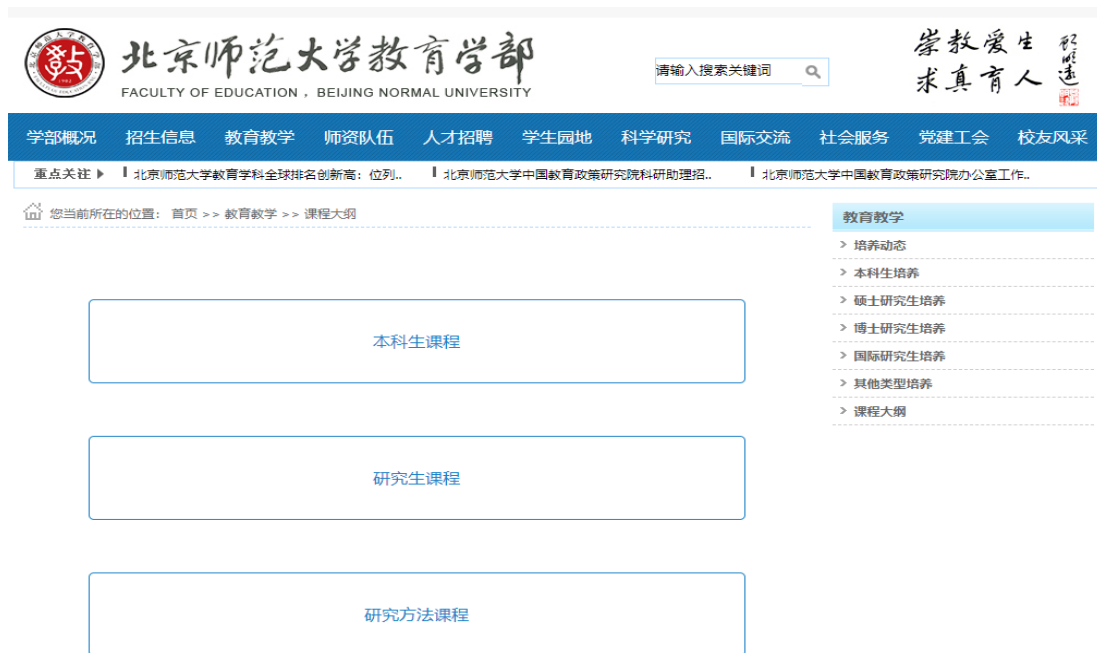 北京师范大学教育学部
FACULTY OF EDUCATION , BEIJING NORMAL UNIVERSITY
请输入搜索关键词
崇教爱生
求真育人
顾明远
学部概况 招生信息 教育教学 师资队伍 人才招聘 学生园地 科学研究 国际交流 社会服务 党建工会 校友风采
重点关注 北京师范大学教育学科全球排名创新高：位列.. 北京师范大学中国教育政策研究院科研助理招.. 北京师范大学中国教育政策研究院办公室工作..
您当前所在的位置： 首页 >> 教育教学 >> 课程大纲
本科生课程
研究生课程
研究方法课程
教育教学
> 培养动态
> 本科生培养
> 硕士研究生培养
> 博士研究生培养
> 国际研究生培养
> 其他类型培养
> 课程大纲